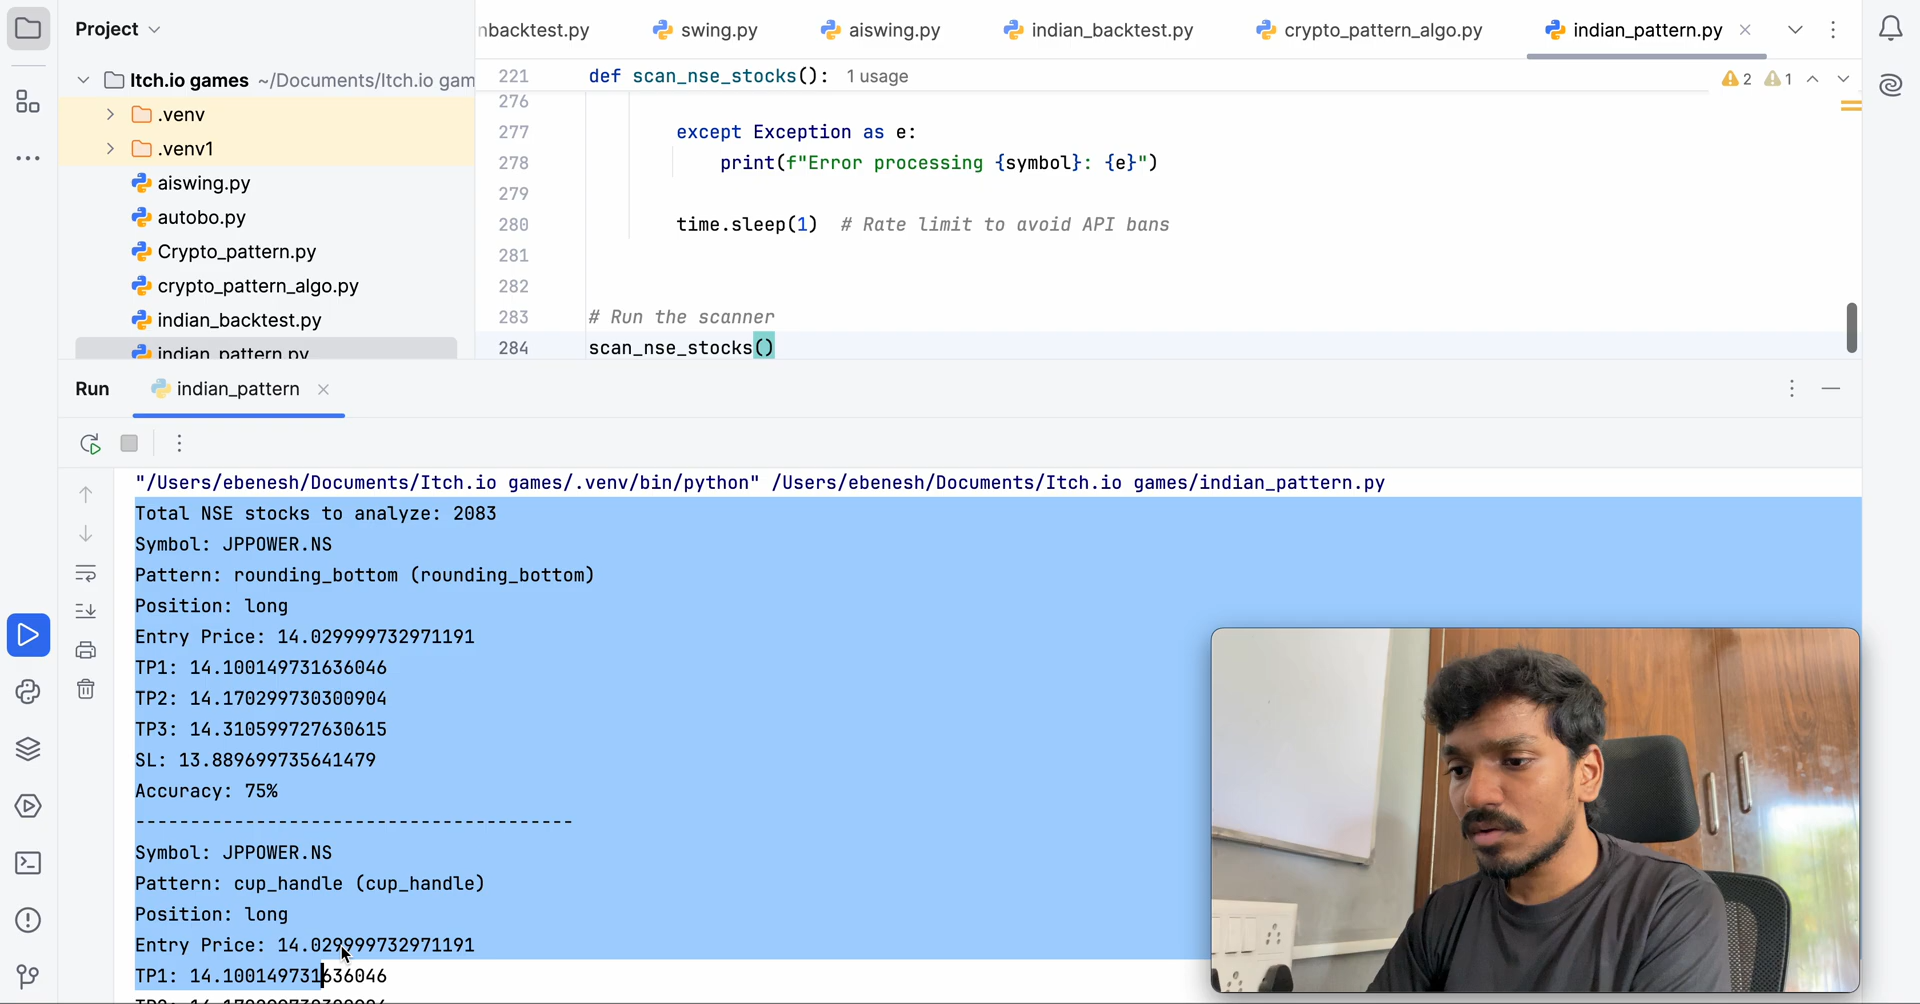 Project
nbacktest.py
swing.py
aiswing.py
indian_backtest.py
crypto_pattern_algo.py
indian_pattern.py
Itch.io games ~/Documents/Itch.io gam
.venv
.venv1
aiswing.py
autobo.py
Crypto_pattern.py
crypto_pattern_algo.py
indian_backtest.py
indian_pattern.py
221 def scan_nse_stocks(): 1 usage
2 1
276
277 except Exception as e:
278 print(f"Error processing {symbol}: {e}")
279
280 time.sleep(1) # Rate limit to avoid API bans
281
282
283 # Run the scanner
284 scan_nse_stocks()
Run indian_pattern
"/Users/ebenesh/Documents/Itch.io games/.venv/bin/python" /Users/ebenesh/Documents/Itch.io games/indian_pattern.py
Total NSE stocks to analyze: 2083
Symbol: JPPOWER.NS
Pattern: rounding_bottom (rounding_bottom)
Position: long
Entry Price: 14.029999732971191
TP1: 14.100149731636046
TP2: 14.170299730300904
TP3: 14.310599727630615
SL: 13.889699735641479
Accuracy: 75%
----------------------------------------
Symbol: JPPOWER.NS
Pattern: cup_handle (cup_handle)
Position: long
Entry Price: 14.029999732971191
TP1: 14.100149731636046